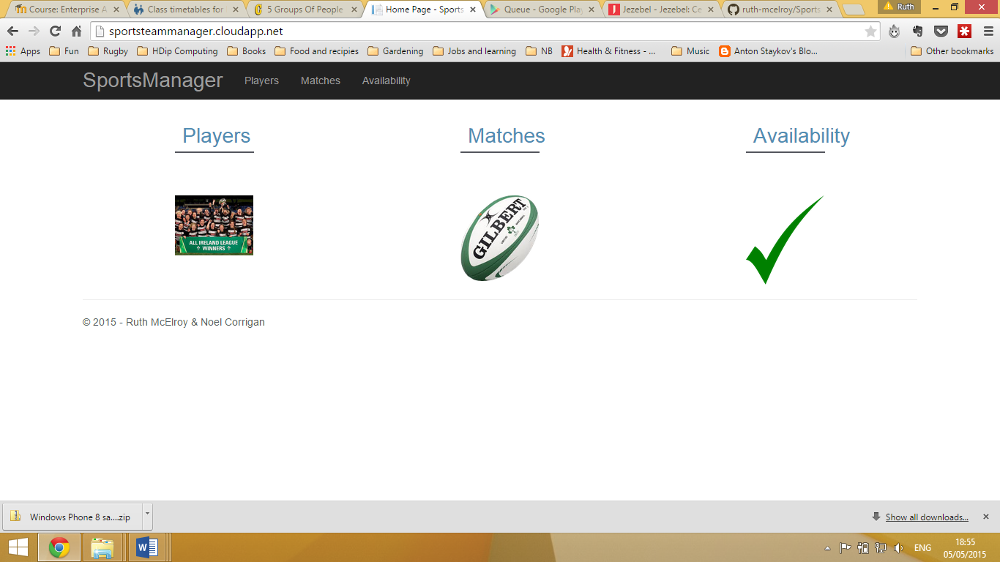 Course: Enterprise A
Class timetables for
5 Groups Of People
Home Page - Sports
Queue - Google Play
Jezebel - Jezebel: Ce
ruth-mcelroy/Sports
Ruth
sportsteammanager.cloudapp.net
Apps Fun Rugby HDip Computing Books Food and recipies Gardening Jobs and learning NB Health & Fitness - ... Music Anton Staykov's Blo... Other bookmarks
SportsManager Players Matches Availability
Players Matches Availability
ALL IRELAND LEAGUE
WINNERS
GILBERT
© 2015 - Ruth McElroy & Noel Corrigan
Windows Phone 8 sa....zip
Show all downloads...
ENG
18:55
05/05/2015